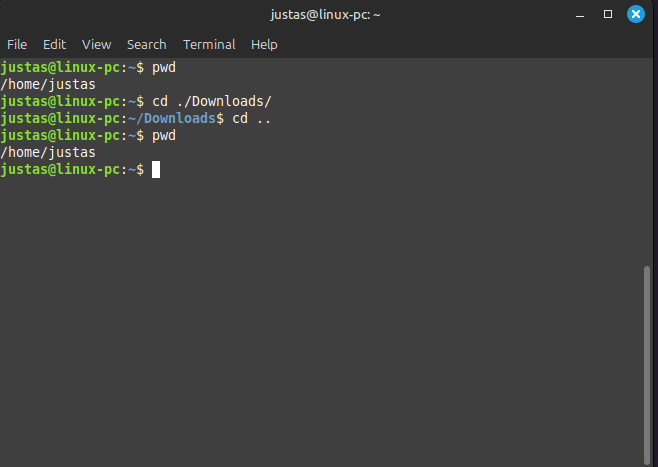 justas@linux-pc: ~
File Edit View Search Terminal Help
justas@linux-pc:~$ pwd
/home/justas
justas@linux-pc:~$ cd ./Downloads/
justas@linux-pc:~/Downloads$ cd ..
justas@linux-pc:~$ pwd
/home/justas
justas@linux-pc:~$